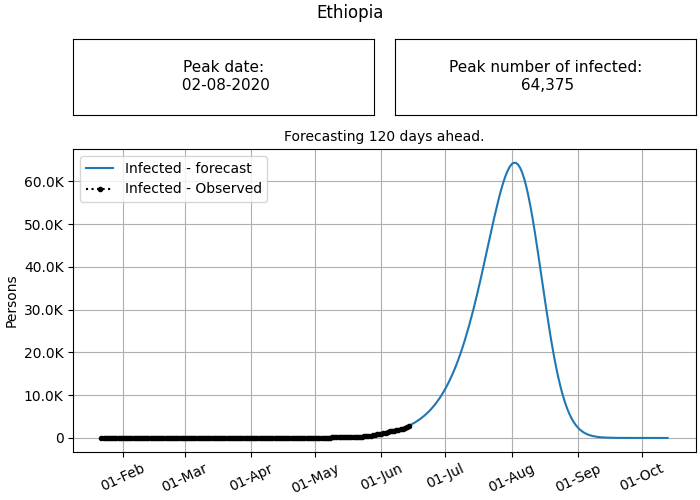 Ethiopia
Peak date:
02-08-2020
Peak number of infected:
64,375
Forecasting 120 days ahead.
Infected - forecast
Infected - Observed
Persons
60.0K
50.0K
40.0K
30.0K
20.0K
10.0K
0
01-Feb
01-Mar
01-Apr
01-May
01-Jun
01-Jul
01-Aug
01-Sep
01-Oct